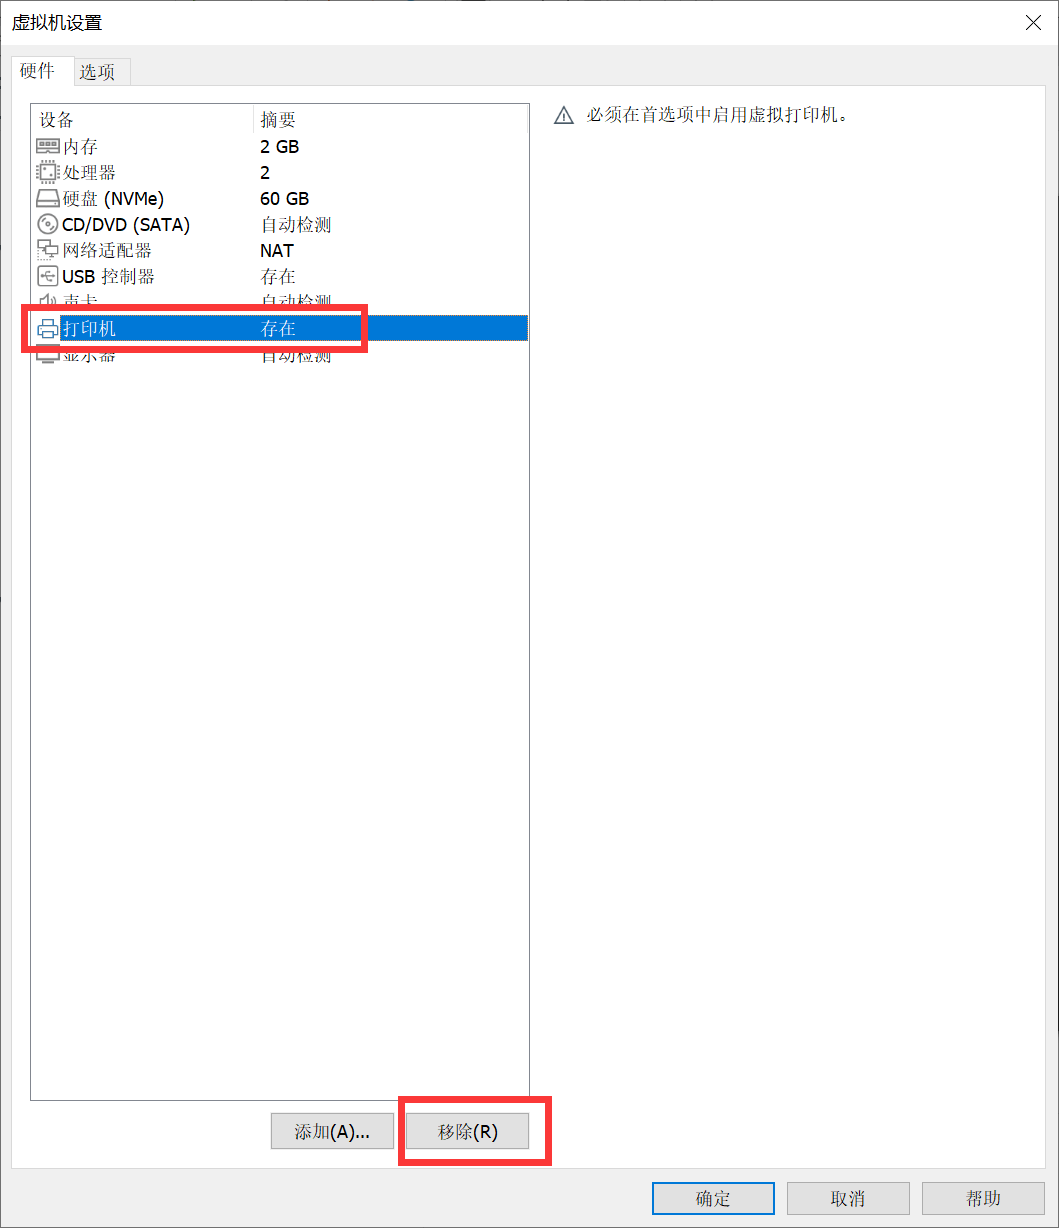 虚拟机设置
硬件 选项
设备 摘要
内存 2 GB
处理器 2
硬盘 (NVMe) 60 GB
CD/DVD (SATA) 自动检测
网络适配器 NAT
USB 控制器 存在
声卡 自动检测
打印机 存在
显示器 自动检测
必须在首选项中启用虚拟打印机。
添加(A)... 移除(R)
确定 取消 帮助